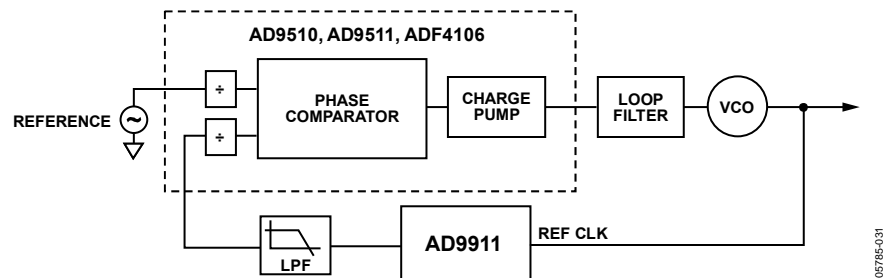 AD9510, AD9511, ADF4106
REFERENCE
~
÷
÷
PHASE
COMPARATOR
CHARGE
PUMP
LOOP
FILTER
VCO
LPF
AD9911
REF CLK
05785-031